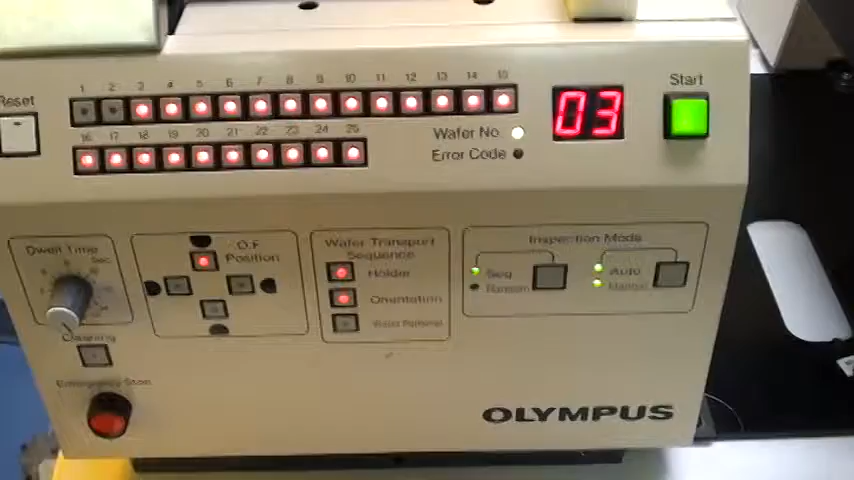 Reset
1 2 3 4 5 6 7 8 9 10 11 12 13 14 15
16 17 18 19 20 21 22 23 24 25
Wafer No
Error Code
03
Start
Dwell Time
Sec
O.F
Position
Wafer Transport
Sequence
Holder
Orientation
Inspection Mode
Seq
Random
Auto
Manual
Cleaning
Emergency Stop
OLYMPUS